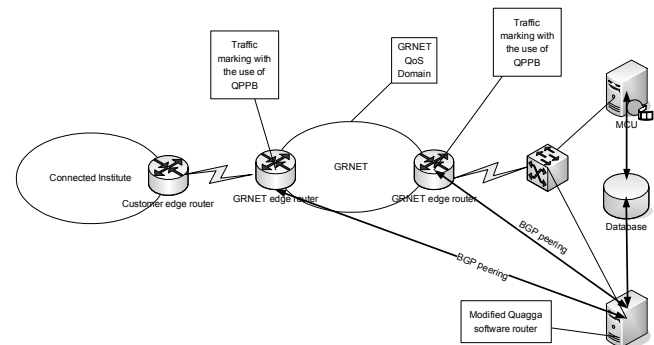 Traffic
marking with
the use of
QPPB
GRNET
QoS
Domain
Traffic
marking with
the use of
QPPB
MCU
Connected Institute
GRNET
Customer edge router
GRNET edge router
GRNET edge router
Database
BGP peering
BGP peering
Modified Quagga
software router